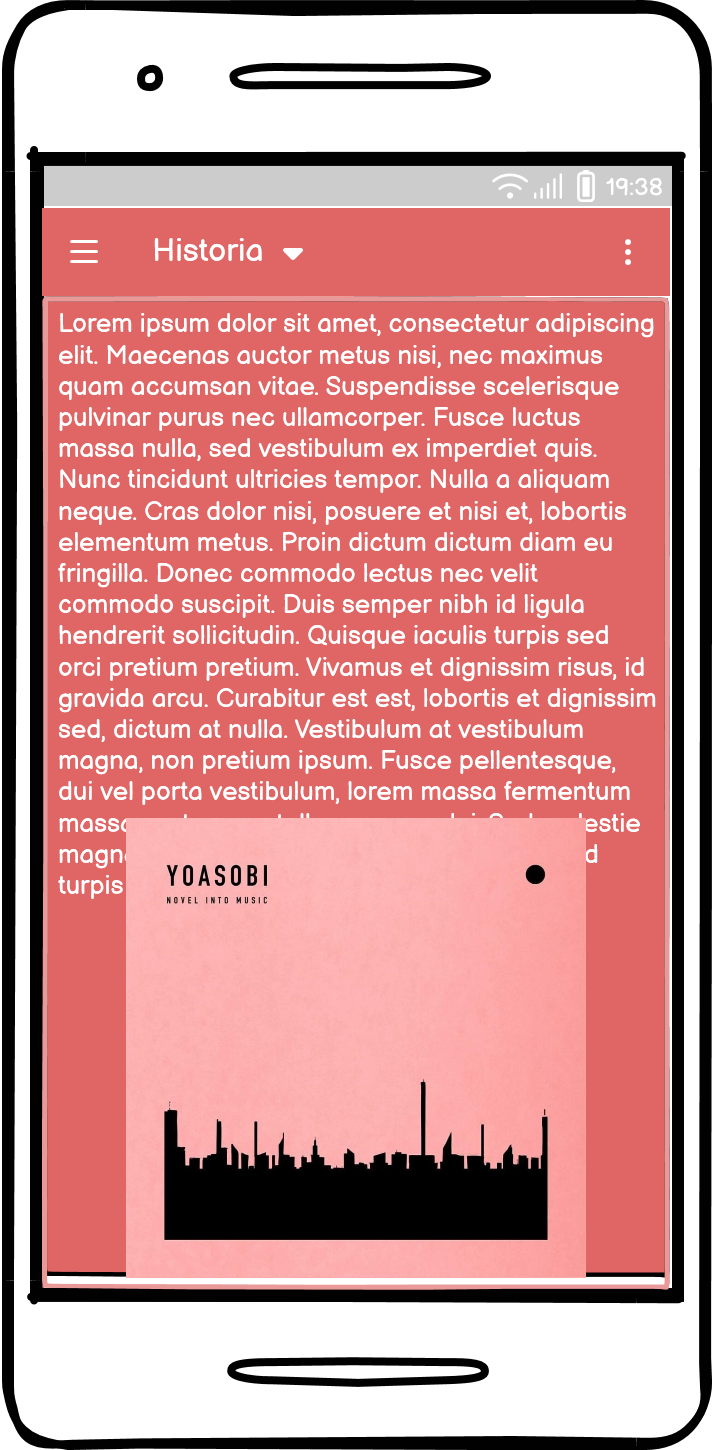 19:38
Historia
Lorem ipsum dolor sit amet, consectetur adipiscing
elit. Maecenas auctor metus nisi, nec maximus
quam accumsan vitae. Suspendisse scelerisque
pulvinar purus nec ullamcorper. Fusce luctus
massa nulla, sed vestibulum ex imperdiet quis.
Nunc tincidunt ultricies tempor. Nulla a aliquam
neque. Cras dolor nisi, posuere et nisi et, lobortis
elementum metus. Proin dictum dictum diam eu
fringilla. Donec commodo lectus nec velit
commodo suscipit. Duis semper nibh id ligula
hendrerit sollicitudin. Quisque iaculis turpis sed
orci pretium pretium. Vivamus et dignissim risus, id
gravida arcu. Curabitur est est, lobortis et dignissim
sed, dictum at nulla. Vestibulum at vestibulum
magna, non pretium ipsum. Fusce pellentesque,
dui vel porta vestibulum, lorem massa fermentum
massa
turpis
YOASOBI
NOVEL INTO MUSIC